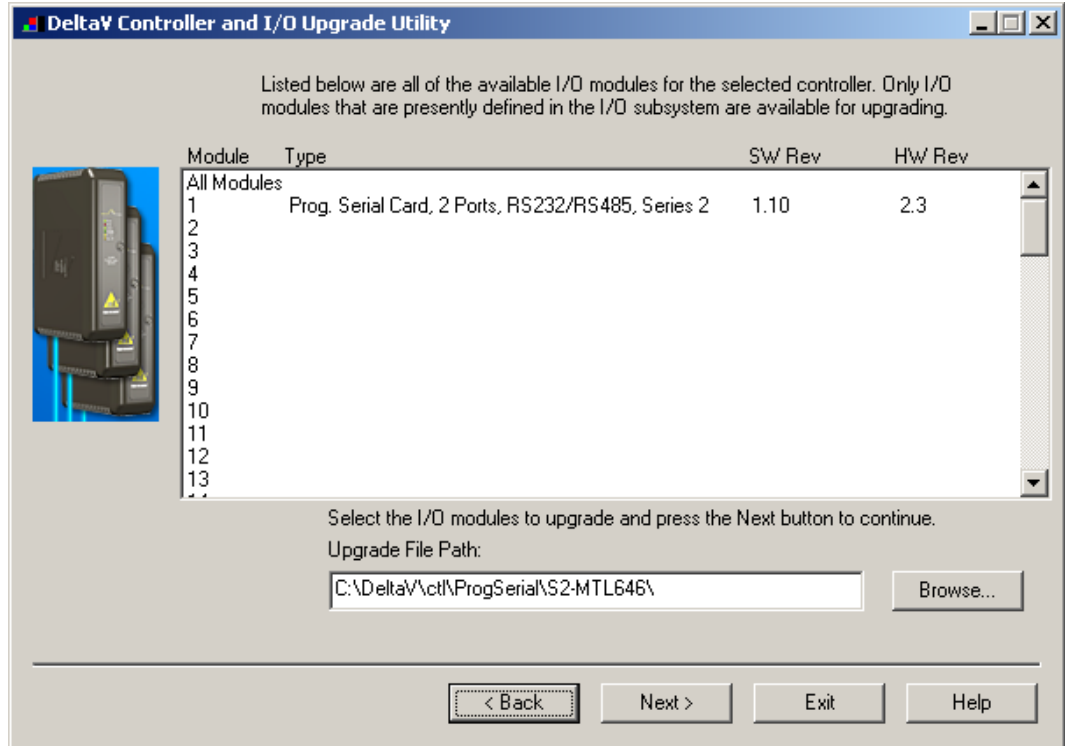 DeltaV Controller and I/O Upgrade Utility
Listed below are all of the available I/O modules for the selected controller. Only I/O
modules that are presently defined in the I/O subsystem are available for upgrading.
Module Type SW Rev HW Rev
All Modules
1 Prog. Serial Card, 2 Ports, RS232/RS485, Series 2 1.10 2.3
2
3
4
5
6
7
8
9
10
11
12
13
Select the I/O modules to upgrade and press the Next button to continue.
Upgrade File Path:
C:\DeltaV\ctl\ProgSerial\S2-MTL646\
Browse...
< Back Next > Exit Help